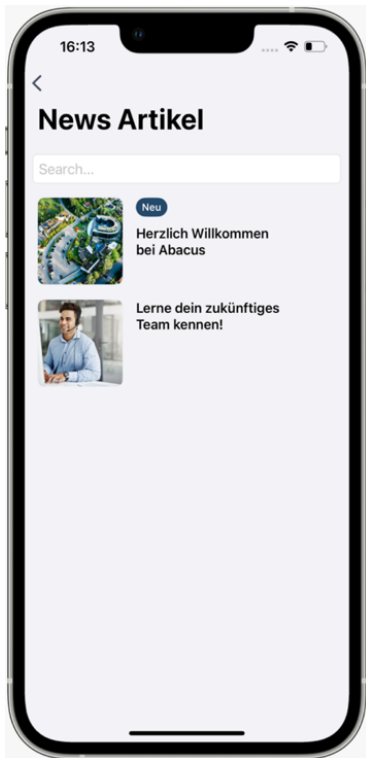 16:13
News Artikel
Search...
Neu
Herzlich Willkommen
bei Abacus
Lerne dein zukünftiges
Team kennen!